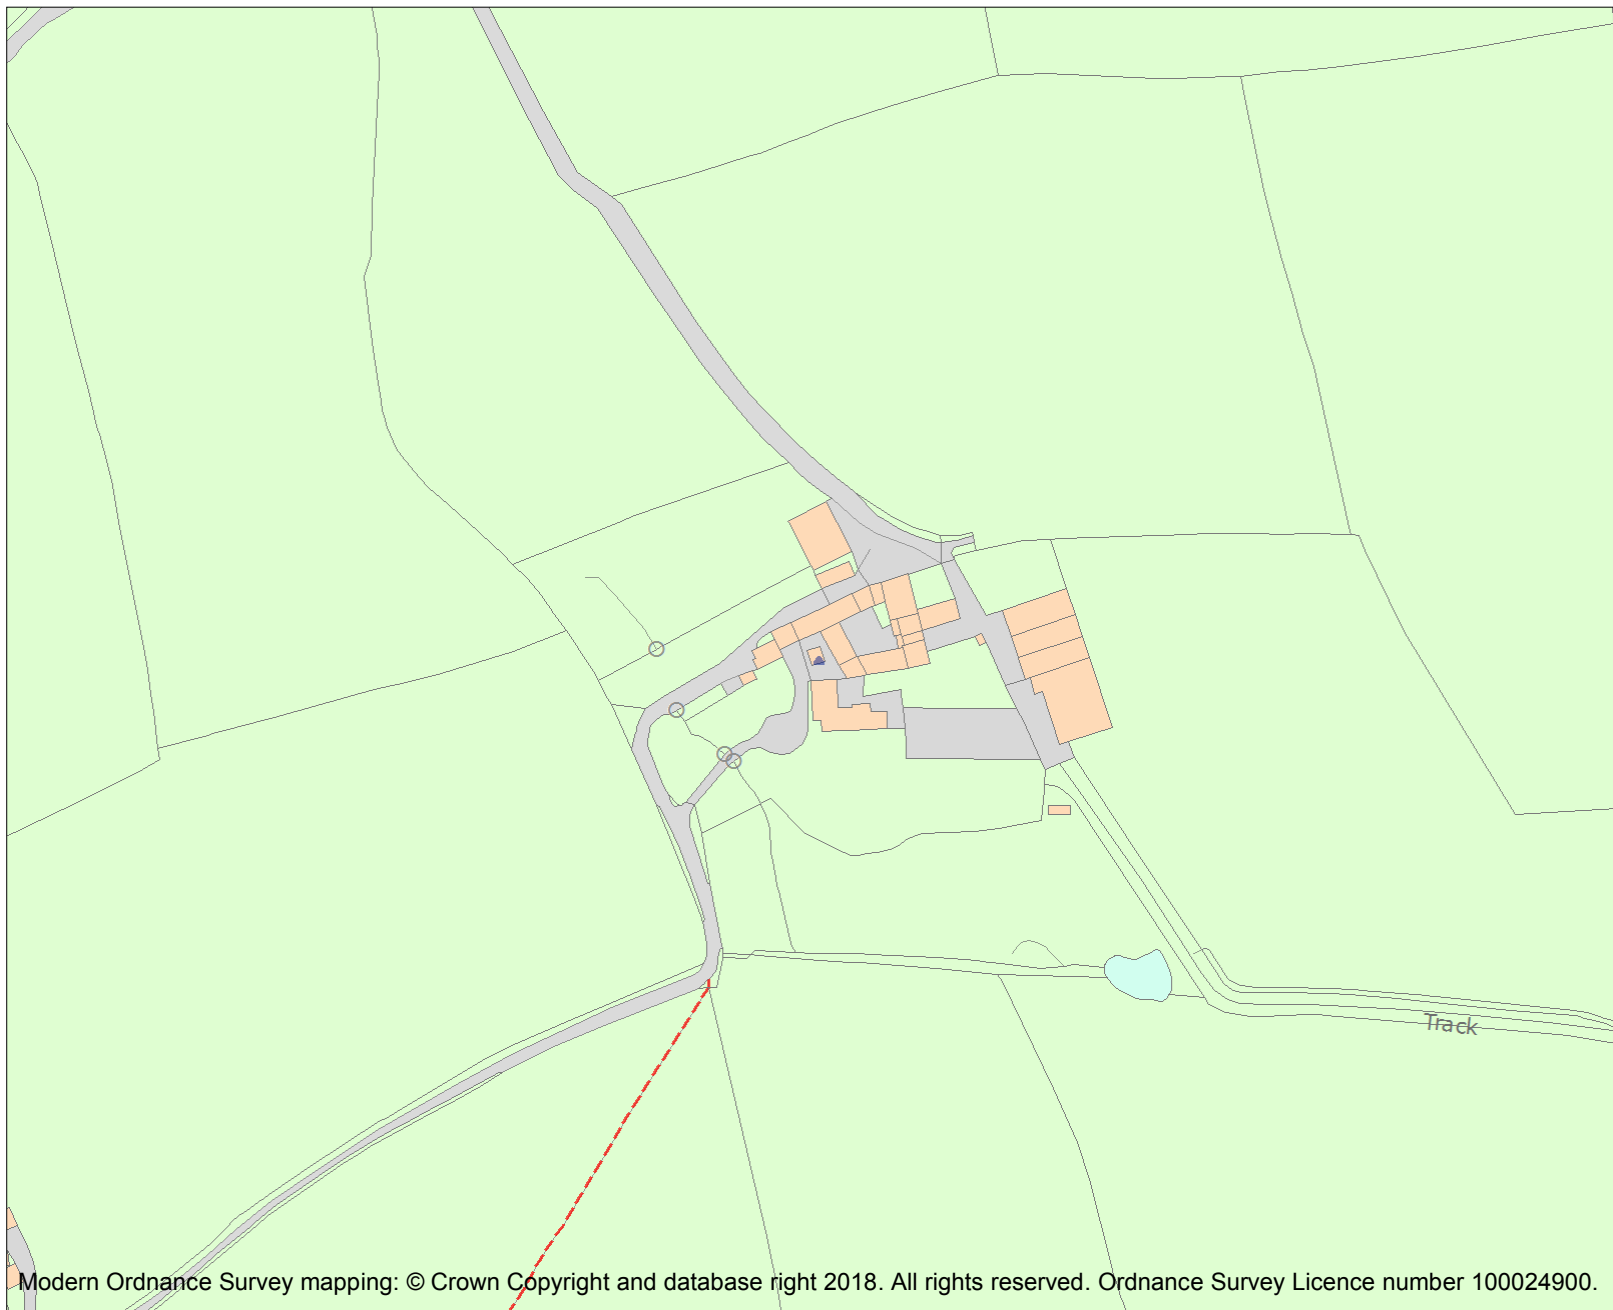 Track
Modern Ordnance Survey mapping: © Crown Copyright and database right 2018. All rights reserved. Ordnance Survey Licence number 100024900.